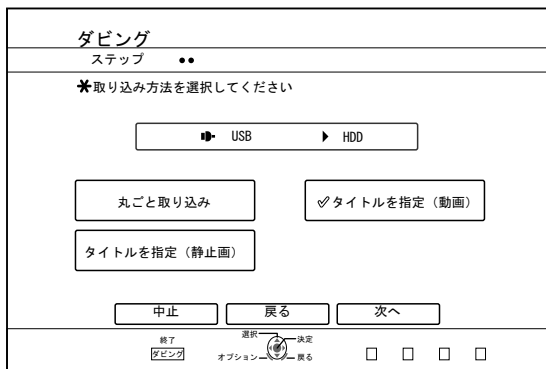 ダビング
ステップ ●●
✱取り込み方法を選択してください
USB ▶ HDD
丸ごと取り込み
✓タイトルを指定（動画）
タイトルを指定（静止画）
中止 戻る 次へ
終了
ダビング
選択 決定
オプション 戻る